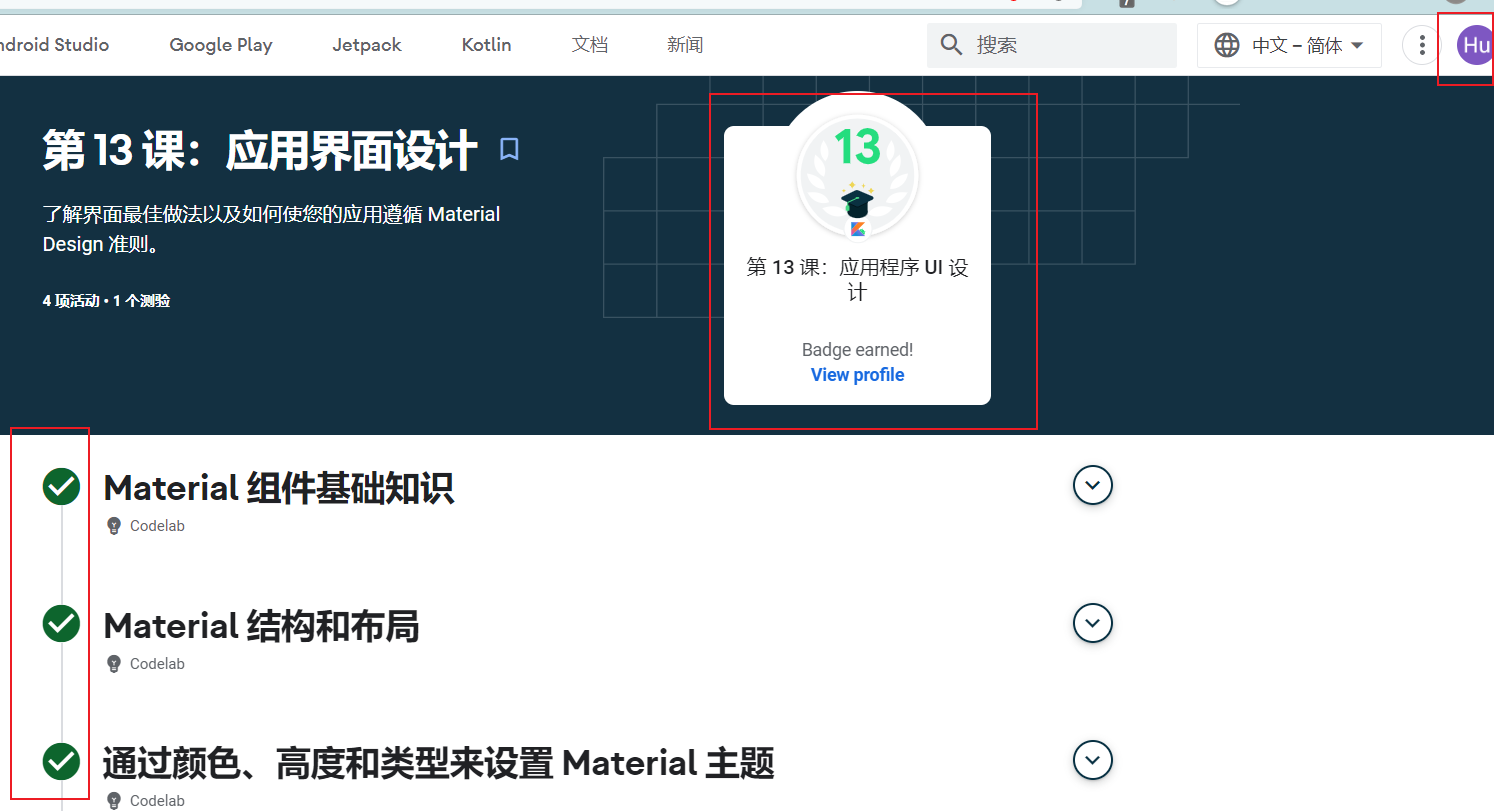 ndroid Studio Google Play Jetpack Kotlin 文档 新闻 搜索 中文 – 简体 Hu
第 13 课：应用界面设计
了解界面最佳做法以及如何使您的应用遵循 Material
Design 准则。
4 项活动 • 1 个测验
13
第 13 课：应用程序 UI 设
计
Badge earned!
View profile
Material 组件基础知识
Codelab
Material 结构和布局
Codelab
通过颜色、高度和类型来设置 Material 主题
Codelab